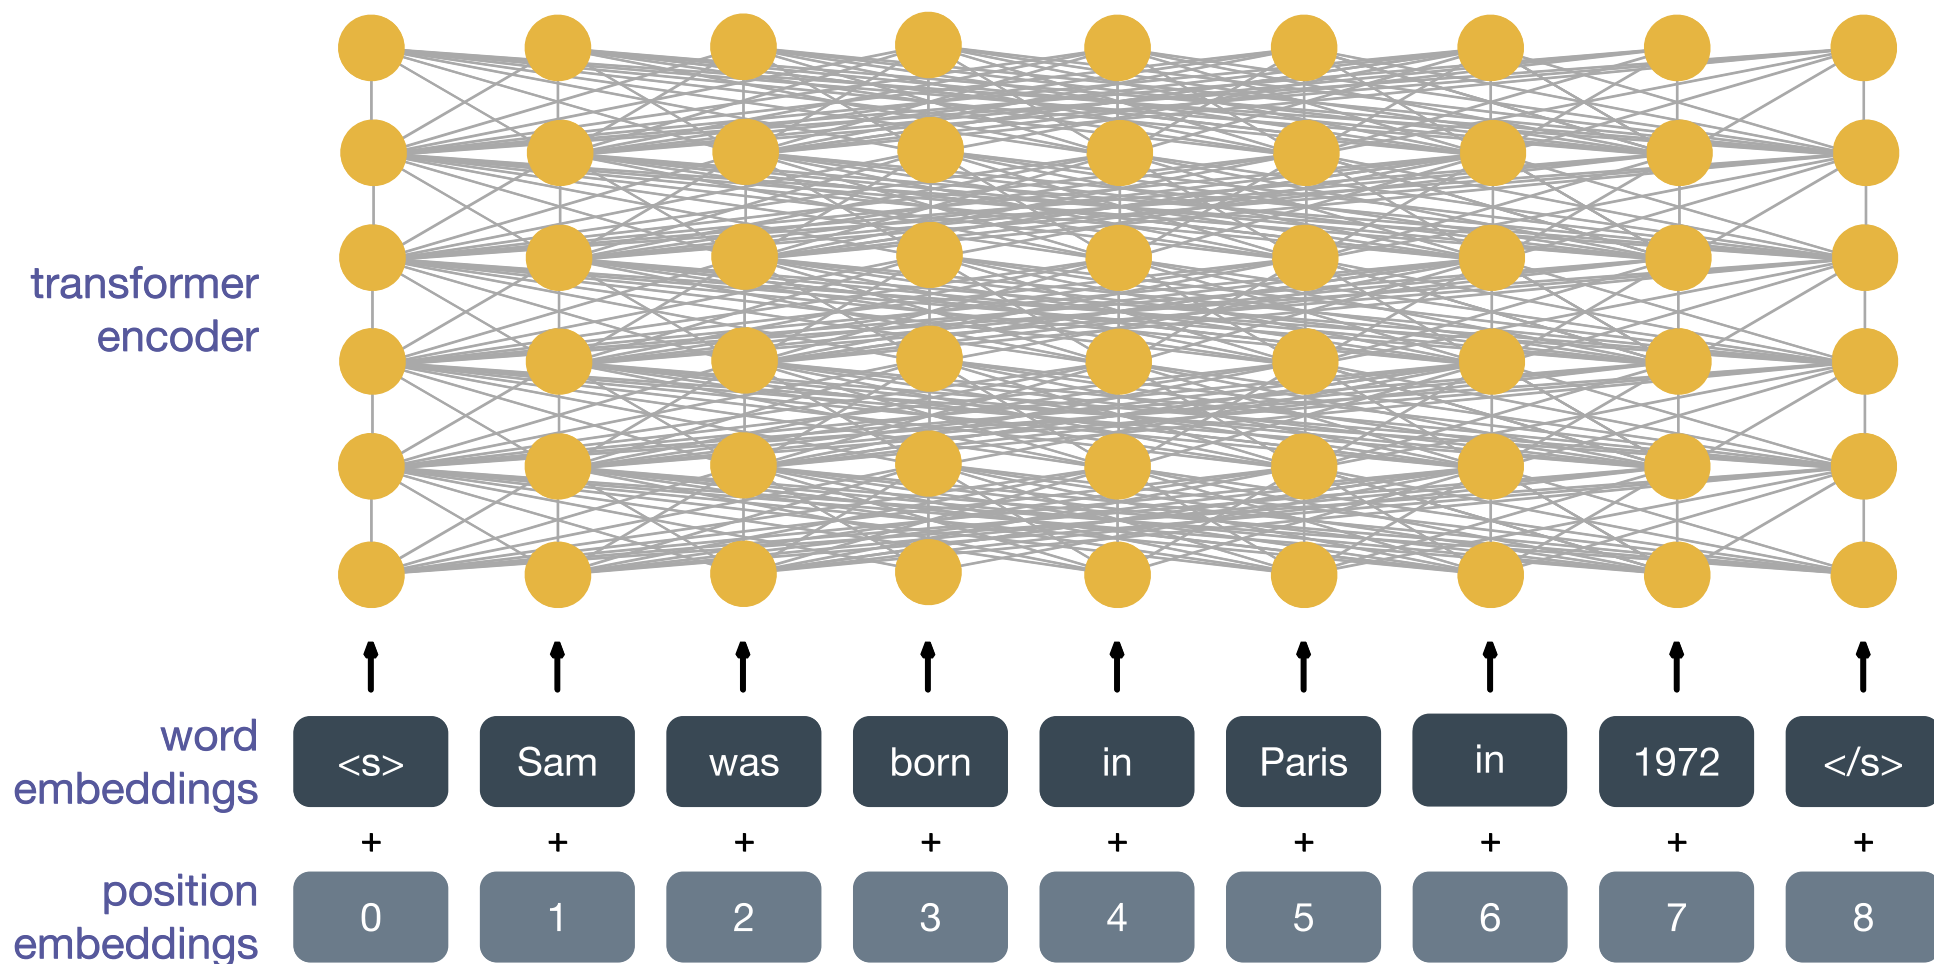 transformer
encoder
word
embeddings
<s> Sam was born in Paris in 1972 </s>
+ + + + + + + + +
position
embeddings
0 1 2 3 4 5 6 7 8